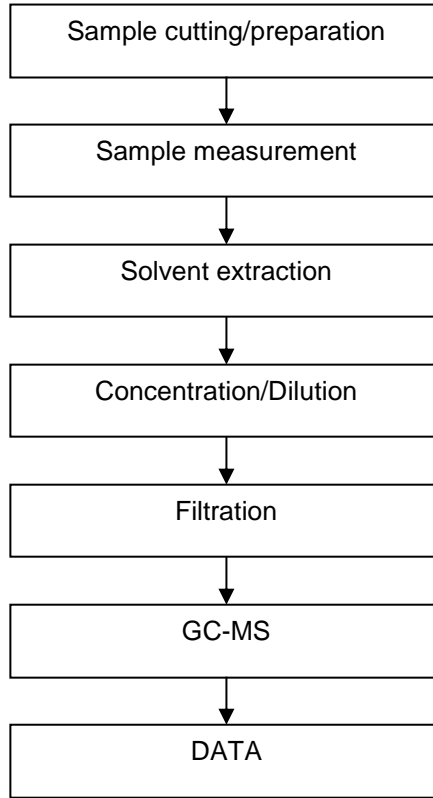 Sample cutting/preparation
Sample measurement
Solvent extraction
Concentration/Dilution
Filtration
GC-MS
DATA